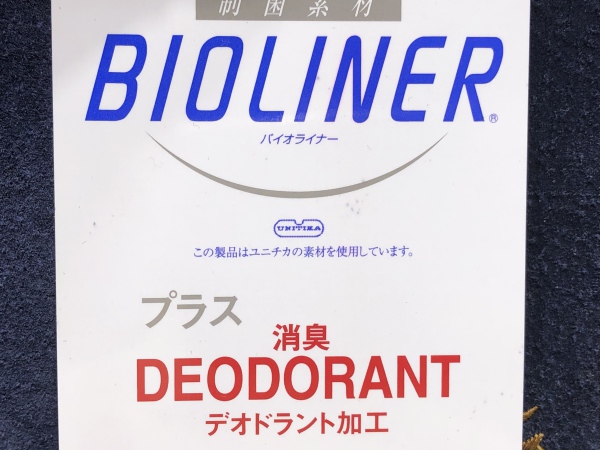 制菌素材
BIOLINER®
バイオライナー
UNITIKA
この製品はユニチカの素材を使用しています。
プラス
消臭
DEODORANT
デオドラント加工